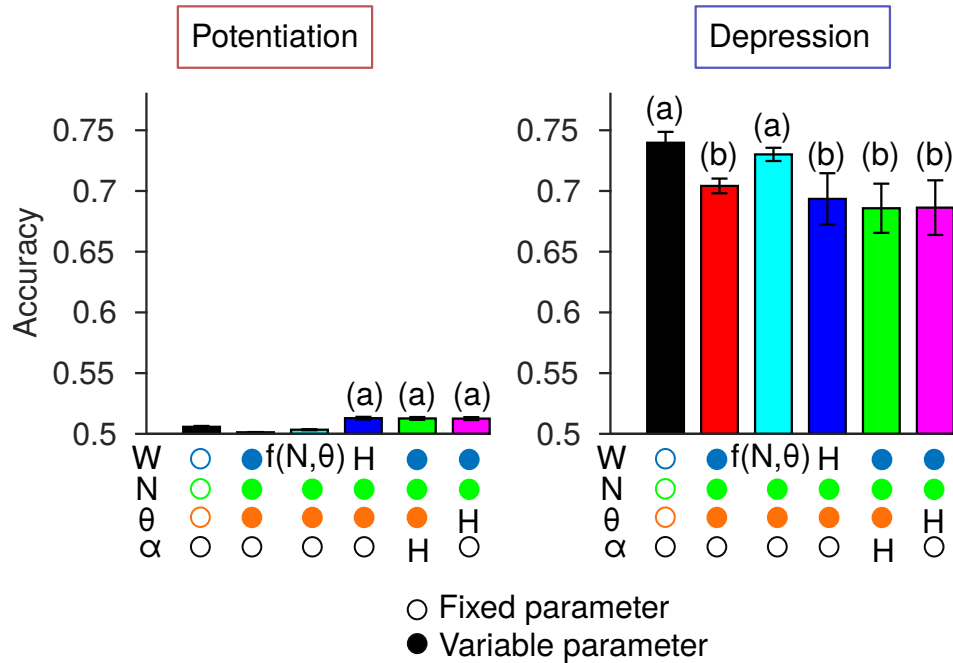 Potentiation
Depression
Accuracy
0.75
0.7
0.65
0.6
0.55
0.5
(a) (a) (a)
W f(N,θ) H
N
θ H
α H
0.75
0.7
0.65
0.6
0.55
0.5
(a) (b) (a) (b) (b) (b)
W f(N,θ) H
N
θ H
α H
Fixed parameter
Variable parameter